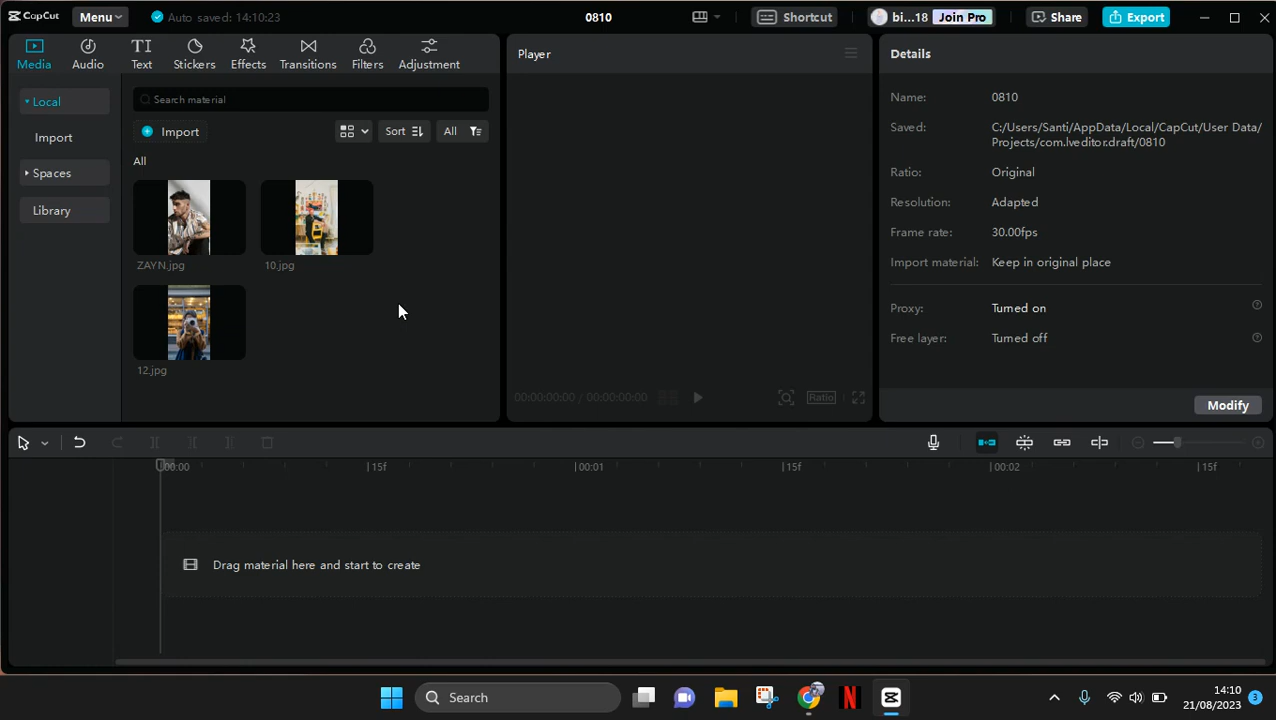 CapCut
Menu
Auto saved: 14:10:23
0810
Shortcut
bi...18
Join Pro
Share
Export
Media
Audio
Text
Stickers
Effects
Transitions
Filters
Adjustment
Local
Import
Spaces
Library
Search material
Import
Sort
All
All
ZAYN.jpg
10.jpg
12.jpg
Player
00:00:00:00 / 00:00:00:00
Ratio
Details
Name: 0810
Saved: C:/Users/Santi/AppData/Local/CapCut/User Data/
Projects/com.lveditor.draft/0810
Ratio: Original
Resolution: Adapted
Frame rate: 30.00fps
Import material: Keep in original place
Proxy: Turned on
Free layer: Turned off
Modify
00:00
15f
00:01
15f
00:02
15f
Drag material here and start to create
Search
14:10
21/08/2023
3